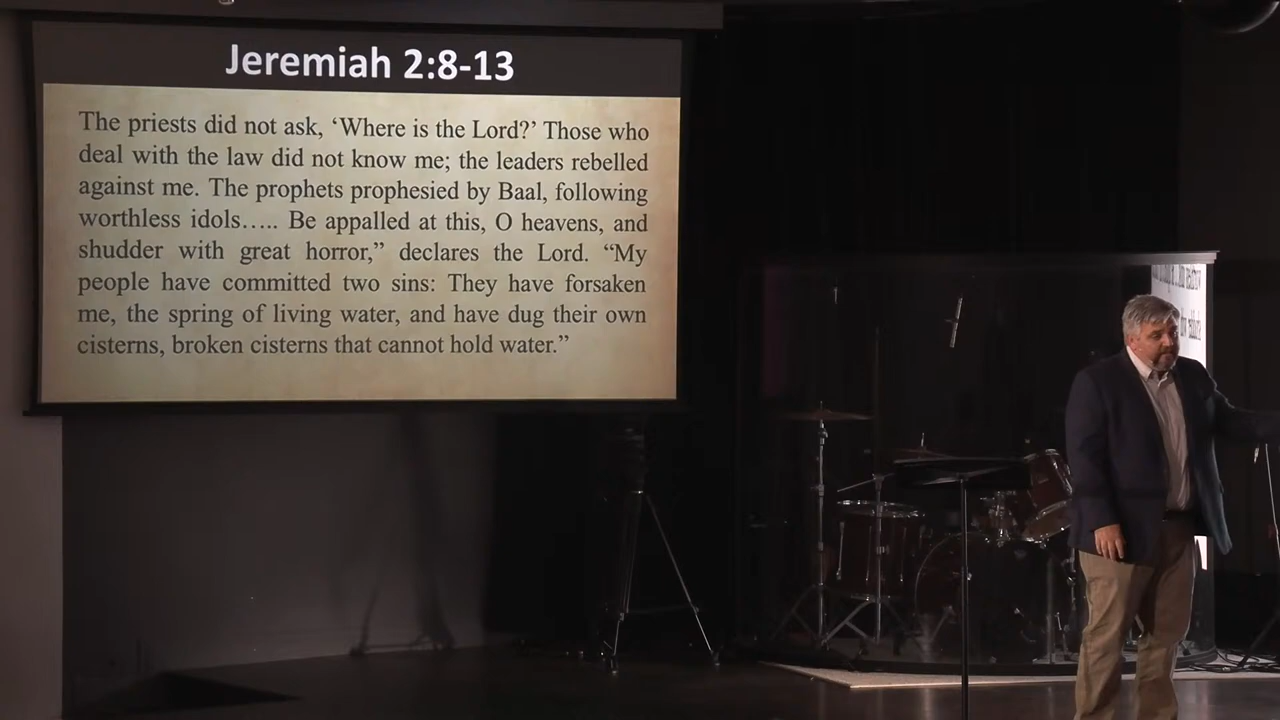 Jeremiah 2:8-13
The priests did not ask, ‘Where is the Lord?’ Those who
deal with the law did not know me; the leaders rebelled
against me. The prophets prophesied by Baal, following
worthless idols….. Be appalled at this, O heavens, and
shudder with great horror,” declares the Lord. “My
people have committed two sins: They have forsaken
me, the spring of living water, and have dug their own
cisterns, broken cisterns that cannot hold water.”